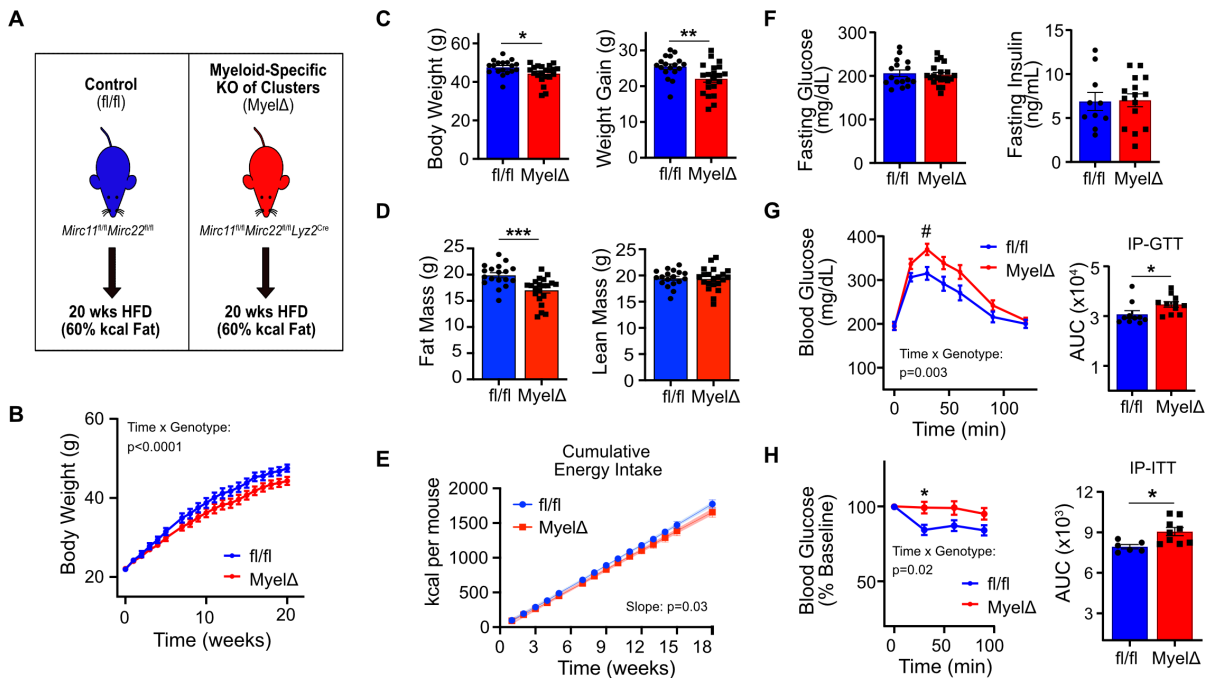 A
Control
(fl/fl)
Myeloid-Specific
KO of Clusters
(MyelΔ)
Mirc11fl/flMirc22fl/fl
Mirc11fl/flMirc22fl/flLyz2Cre
20 wks HFD
(60% kcal Fat)
20 wks HFD
(60% kcal Fat)
B
Time x Genotype:
p<0.0001
Body Weight (g)
60
40
20
0
10
20
fl/fl
MyelΔ
Time (weeks)
C
*
Body Weight (g)
60
40
20
0
fl/fl
MyelΔ
**
Weight Gain (g)
30
20
10
0
fl/fl
MyelΔ
D
***
Fat Mass (g)
25
20
15
10
5
0
fl/fl
MyelΔ
Lean Mass (g)
25
20
15
10
5
0
fl/fl
MyelΔ
E
Cumulative
Energy Intake
kcal per mouse
2000
1500
1000
500
0
fl/fl
MyelΔ
Slope: p=0.03
0
3
6
9
12
15
18
Time (weeks)
F
Fasting Glucose
(mg/dL)
300
200
100
0
fl/fl
MyelΔ
Fasting Insulin
(ng/mL)
15
10
5
0
fl/fl
MyelΔ
G
Blood Glucose
(mg/dL)
400
300
200
#
fl/fl
MyelΔ
Time x Genotype:
p=0.003
0
50
100
Time (min)
IP-GTT
AUC (x10⁴)
5
3
1
*
fl/fl
MyelΔ
H
Blood Glucose
(% Baseline)
100
50
*
Time x Genotype:
p=0.02
fl/fl
MyelΔ
0
50
100
Time (min)
IP-ITT
AUC (x10³)
12
9
6
3
*
fl/fl
MyelΔ